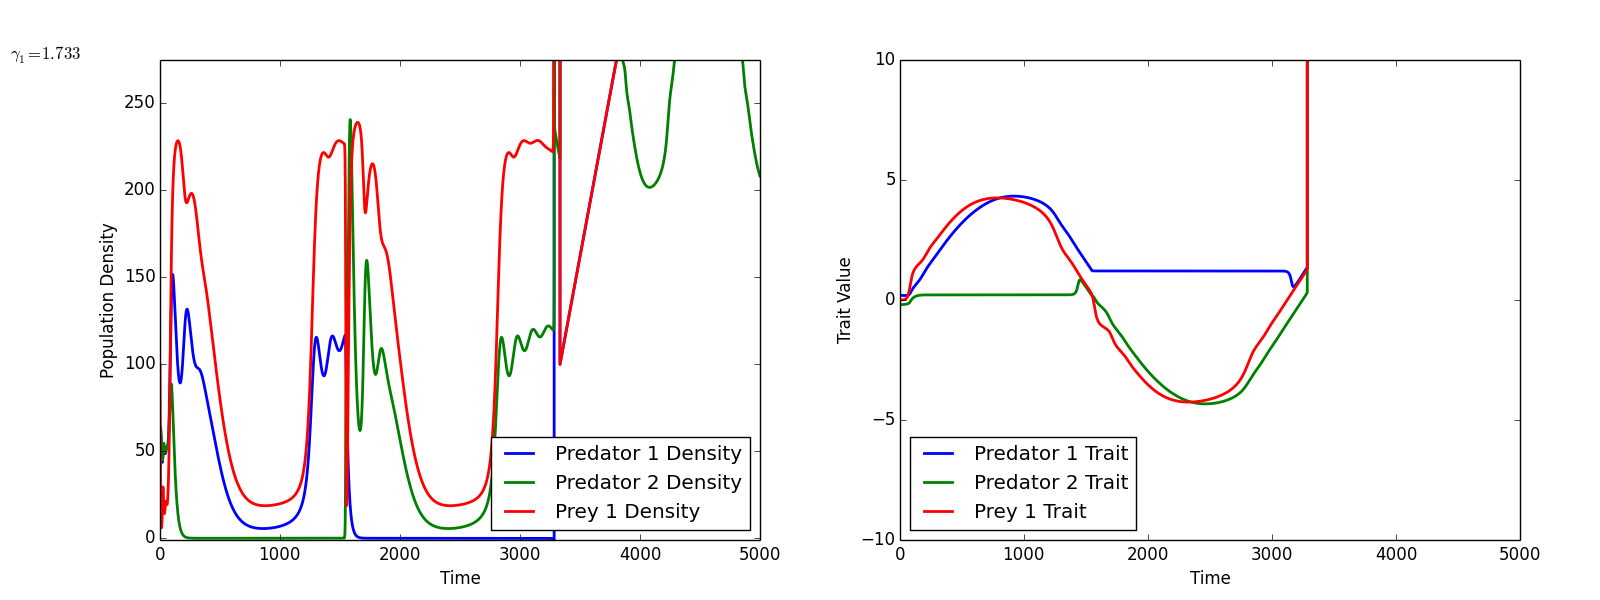 γ₁=1.733
Population Density
250
200
150
100
50
0
0 1000 2000 3000 4000 5000
Time
Predator 1 Density
Predator 2 Density
Prey 1 Density
Trait Value
10
5
0
−5
−10
0 1000 2000 3000 4000 5000
Time
Predator 1 Trait
Predator 2 Trait
Prey 1 Trait